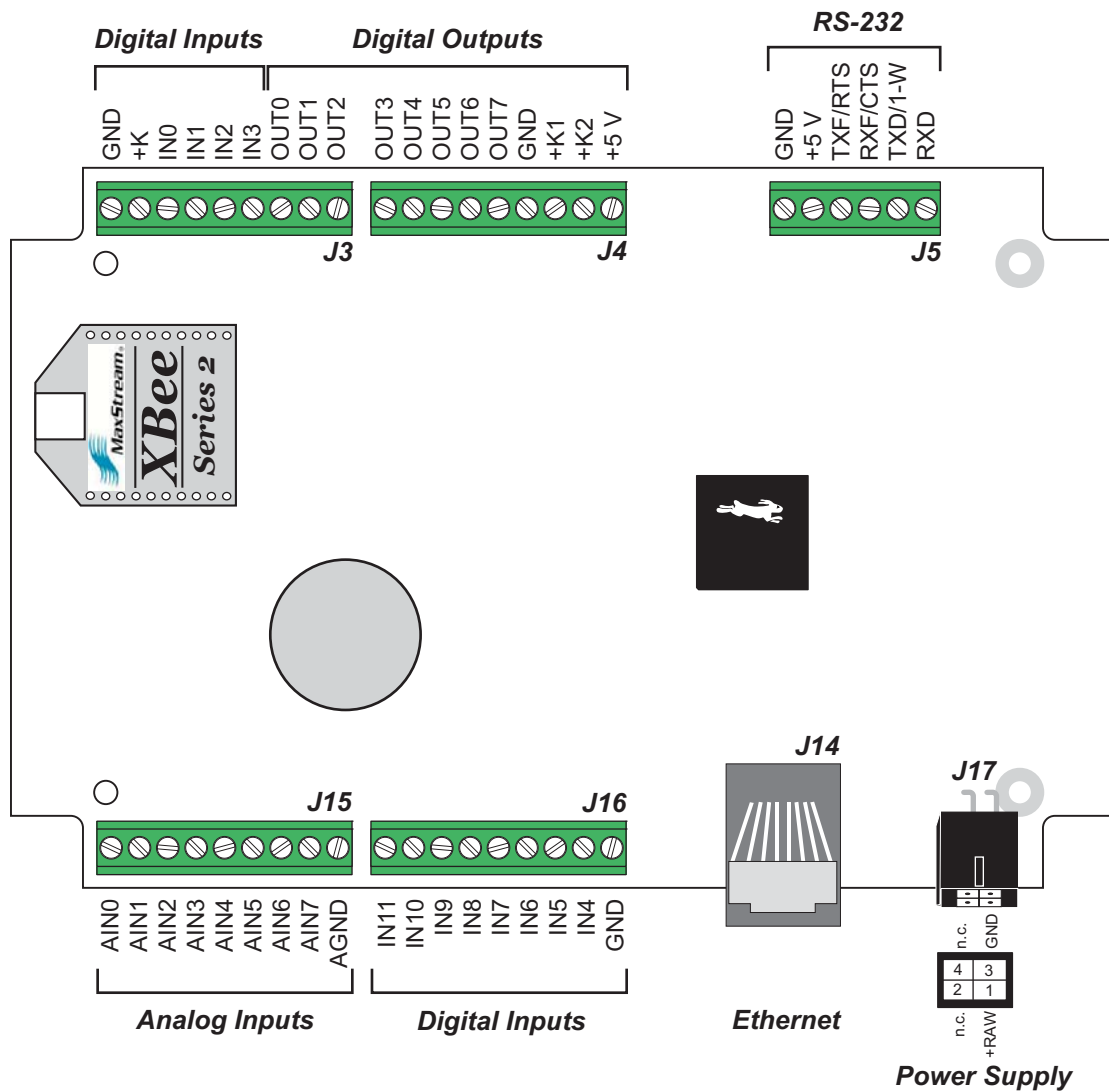 Digital Inputs
Digital Outputs
RS-232
GND
+K
IN0
IN1
IN2
IN3
OUT0
OUT1
OUT2
OUT3
OUT4
OUT5
OUT6
OUT7
GND
+K1
+K2
+5 V
GND
+5 V
TXF/RTS
RXF/CTS
TXD/1-W
RXD
J3
J4
J5
MaxStream®
XBee
Series 2
J14
J17
J15
J16
AIN0
AIN1
AIN2
AIN3
AIN4
AIN5
AIN6
AIN7
AGND
IN11
IN10
IN9
IN8
IN7
IN6
IN5
IN4
GND
n.c.
GND
4 3
2 1
n.c.
+RAW
Analog Inputs
Digital Inputs
Ethernet
Power Supply